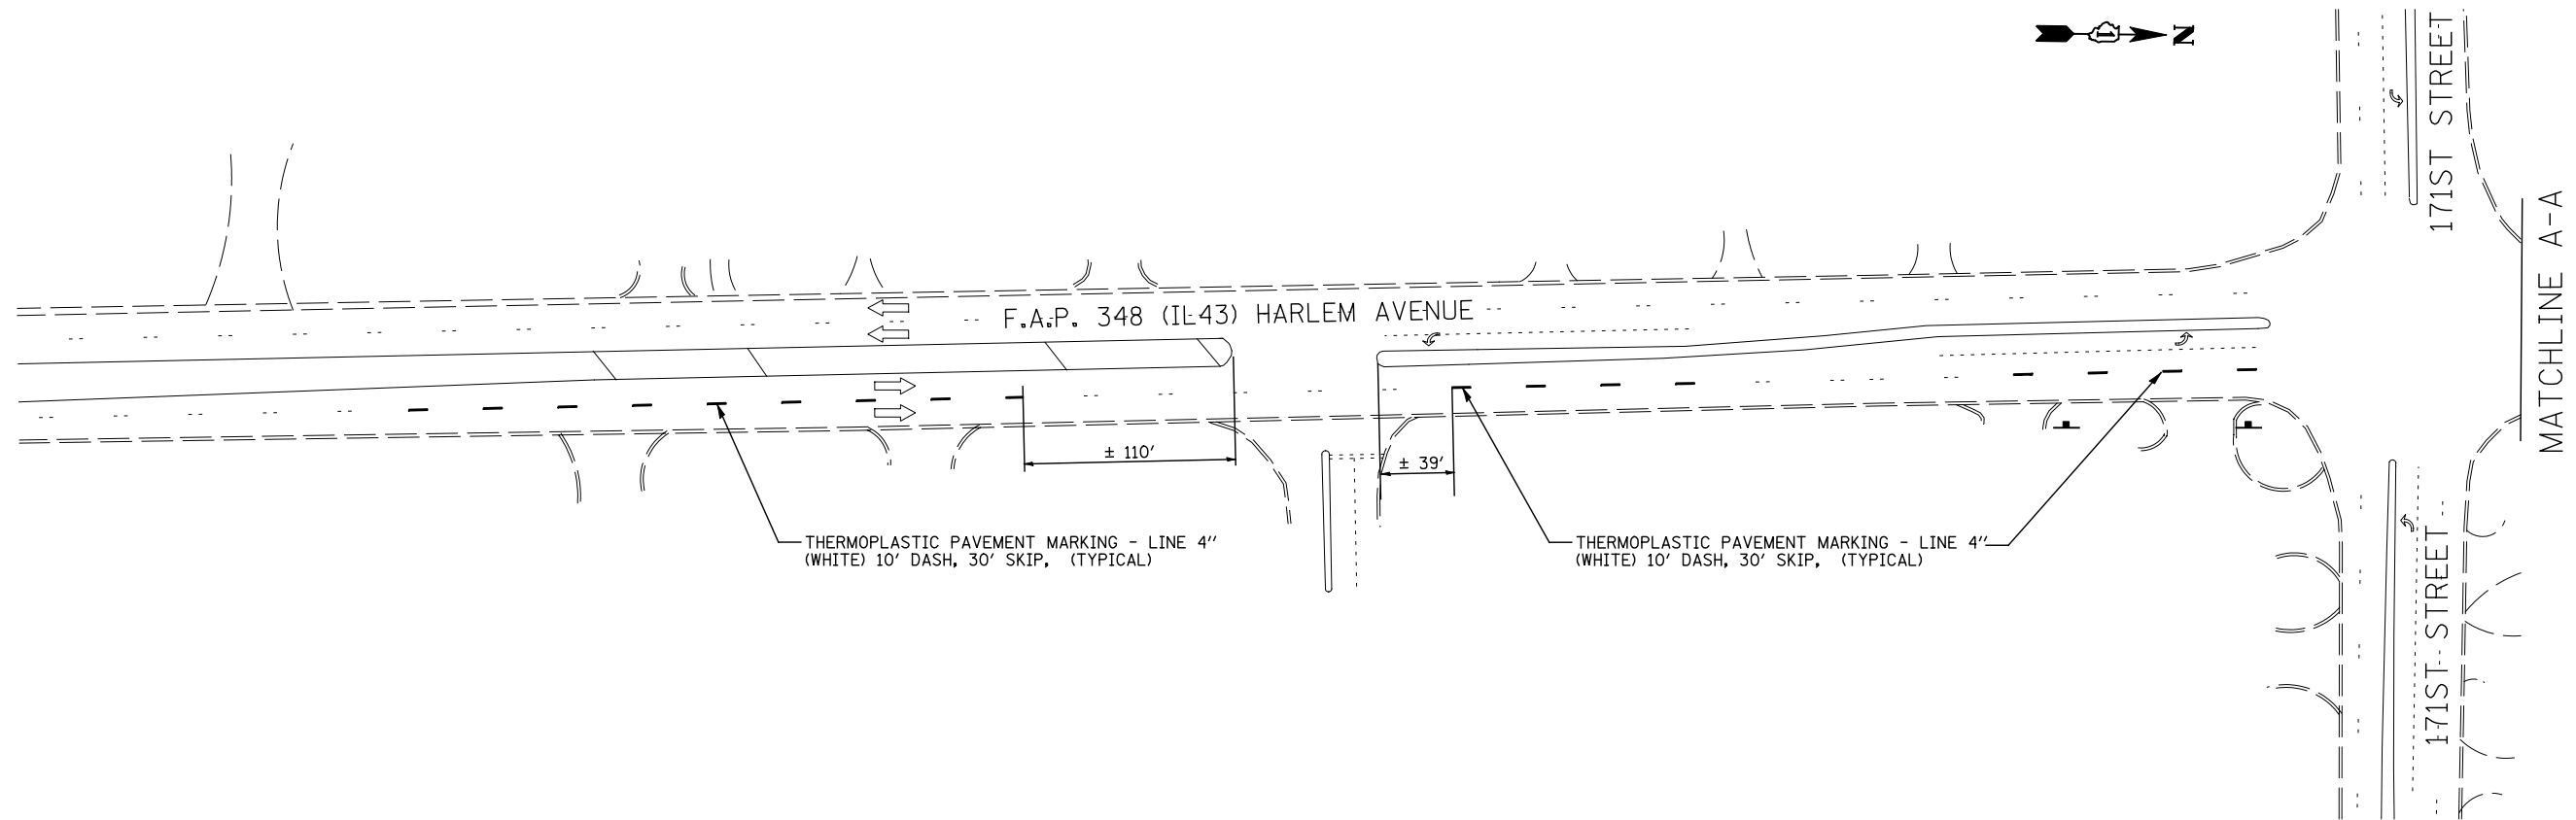 N
171ST STREET
MATCHLINE A-A
F.A.P. 348 (IL-43) HARLEM AVENUE
± 110'
± 39'
THERMOPLASTIC PAVEMENT MARKING - LINE 4"
(WHITE) 10' DASH, 30' SKIP, (TYPICAL)
THERMOPLASTIC PAVEMENT MARKING - LINE 4"
(WHITE) 10' DASH, 30' SKIP, (TYPICAL)
171ST STREET